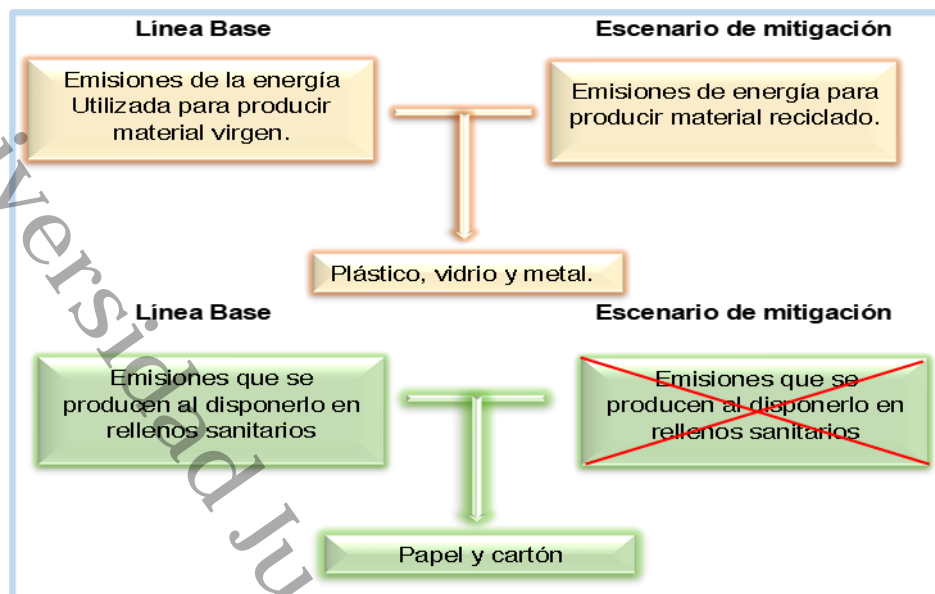 Línea Base
Escenario de mitigación
Emisiones de la energía
Utilizada para producir
material virgen.
Emisiones de energía para
producir material reciclado.
Plástico, vidrio y metal.
Línea Base
Escenario de mitigación
Emisiones que se
producen al disponerlo en
rellenos sanitarios
Emisiones que se
producen al disponerlo en
rellenos sanitarios
Papel y cartón
iversidad Ju